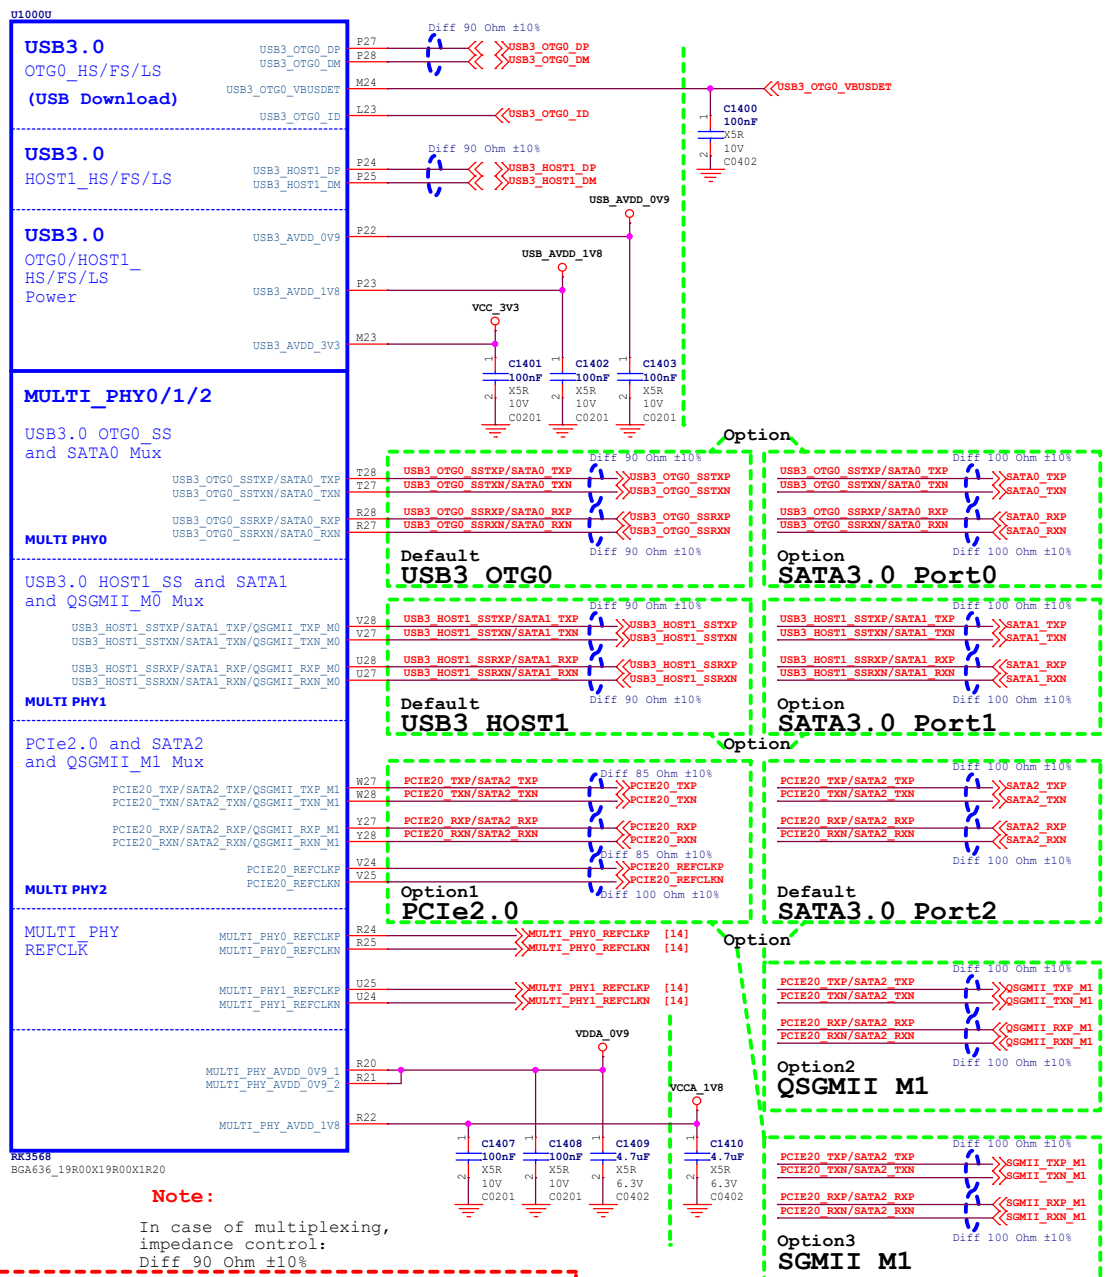 U1000U
USB3.0
OTG0_HS/FS/LS
(USB Download)
USB3_OTG0_DP
USB3_OTG0_DM
USB3_OTG0_VBUSDET
USB3_OTG0_ID
P27
P28
M24
L23
Diff 90 Ohm ±10%
USB3_OTG0_DP
USB3_OTG0_DM
USB3_OTG0_VBUSDET
USB3_OTG0_ID
1
C1400
100nF
X5R
10V
C0402
2
USB3.0
HOST1_HS/FS/LS
USB3_HOST1_DP
USB3_HOST1_DM
P24
P25
Diff 90 Ohm ±10%
USB3_HOST1_DP
USB3_HOST1_DM
USB3.0
OTG0/HOST1_
HS/FS/LS
Power
USB3_AVDD_0V9
USB3_AVDD_1V8
USB3_AVDD_3V3
P22
P23
M23
USB_AVDD_0V9
USB_AVDD_1V8
VCC_3V3
1
C1401
100nF
X5R
10V
C0201
2
1
C1402
100nF
X5R
10V
C0201
2
1
C1403
100nF
X5R
10V
C0201
2
MULTI_PHY0/1/2
USB3.0 OTG0_SS
and SATA0 Mux
USB3_OTG0_SSTXP/SATA0_TXP
USB3_OTG0_SSTXN/SATA0_TXN
USB3_OTG0_SSRXP/SATA0_RXP
USB3_OTG0_SSRXN/SATA0_RXN
MULTI PHY0
T28
T27
R28
R27
Option
Diff 90 Ohm ±10%
USB3_OTG0_SSTXP/SATA0_TXP
USB3_OTG0_SSTXN/SATA0_TXN
USB3_OTG0_SSTXP
USB3_OTG0_SSTXN
USB3_OTG0_SSRXP/SATA0_RXP
USB3_OTG0_SSRXN/SATA0_RXN
USB3_OTG0_SSRXP
USB3_OTG0_SSRXN
Diff 90 Ohm ±10%
Default
USB3 OTG0
Diff 100 Ohm ±10%
USB3_OTG0_SSTXP/SATA0_TXP
USB3_OTG0_SSTXN/SATA0_TXN
SATA0_TXP
SATA0_TXN
USB3_OTG0_SSRXP/SATA0_RXP
USB3_OTG0_SSRXN/SATA0_RXN
SATA0_RXP
SATA0_RXN
Diff 100 Ohm ±10%
Option
SATA3.0 Port0
USB3.0 HOST1_SS and SATA1
and QSGMII_M0 Mux
USB3_HOST1_SSTXP/SATA1_TXP/QSGMII_TXP_M0
USB3_HOST1_SSTXN/SATA1_TXN/QSGMII_TXN_M0
USB3_HOST1_SSRXP/SATA1_RXP/QSGMII_RXP_M0
USB3_HOST1_SSRXN/SATA1_RXN/QSGMII_RXN_M0
MULTI PHY1
V28
V27
U28
U27
Diff 90 Ohm ±10%
USB3_HOST1_SSTXP/SATA1_TXP
USB3_HOST1_SSTXN/SATA1_TXN
USB3_HOST1_SSTXP
USB3_HOST1_SSTXN
USB3_HOST1_SSRXP/SATA1_RXP
USB3_HOST1_SSRXN/SATA1_RXN
USB3_HOST1_SSRXP
USB3_HOST1_SSRXN
Diff 90 Ohm ±10%
Default
USB3 HOST1
Diff 100 Ohm ±10%
USB3_HOST1_SSTXP/SATA1_TXP
USB3_HOST1_SSTXN/SATA1_TXN
SATA1_TXP
SATA1_TXN
USB3_HOST1_SSRXP/SATA1_RXP
USB3_HOST1_SSRXN/SATA1_RXN
SATA1_RXP
SATA1_RXN
Diff 100 Ohm ±10%
Option
SATA3.0 Port1
Option
PCIe2.0 and SATA2
and QSGMII_M1 Mux
PCIE20_TXP/SATA2_TXP/QSGMII_TXP_M1
PCIE20_TXN/SATA2_TXN/QSGMII_TXN_M1
PCIE20_RXP/SATA2_RXP/QSGMII_RXP_M1
PCIE20_RXN/SATA2_RXN/QSGMII_RXN_M1
PCIE20_REFCLKP
PCIE20_REFCLKN
MULTI PHY2
W27
W28
Y27
Y28
V24
V25
Diff 85 Ohm ±10%
PCIE20_TXP/SATA2_TXP
PCIE20_TXN/SATA2_TXN
PCIE20_TXP
PCIE20_TXN
PCIE20_RXP/SATA2_RXP
PCIE20_RXN/SATA2_RXN
PCIE20_RXP
PCIE20_RXN
Diff 85 Ohm ±10%
PCIE20_REFCLKP
PCIE20_REFCLKN
Diff 100 Ohm ±10%
Option1
PCIe2.0
Diff 100 Ohm ±10%
PCIE20_TXP/SATA2_TXP
PCIE20_TXN/SATA2_TXN
SATA2_TXP
SATA2_TXN
PCIE20_RXP/SATA2_RXP
PCIE20_RXN/SATA2_RXN
SATA2_RXP
SATA2_RXN
Diff 100 Ohm ±10%
Default
SATA3.0 Port2
Option
MULTI_PHY
REFCLK
MULTI_PHY0_REFCLKP
MULTI_PHY0_REFCLKN
MULTI_PHY1_REFCLKP
MULTI_PHY1_REFCLKN
R24
R25
U25
U24
MULTI_PHY0_REFCLKP [14]
MULTI_PHY0_REFCLKN [14]
MULTI_PHY1_REFCLKP [14]
MULTI_PHY1_REFCLKN [14]
Diff 100 Ohm ±10%
PCIE20_TXP/SATA2_TXP
PCIE20_TXN/SATA2_TXN
QSGMII_TXP_M1
QSGMII_TXN_M1
PCIE20_RXP/SATA2_RXP
PCIE20_RXN/SATA2_RXN
QSGMII_RXP_M1
QSGMII_RXN_M1
Diff 100 Ohm ±10%
Option2
QSGMII M1
MULTI_PHY_AVDD_0V9_1
MULTI_PHY_AVDD_0V9_2
MULTI_PHY_AVDD_1V8
R20
R21
R22
VDDA_0V9
VCCA_1V8
1
C1407
100nF
X5R
10V
C0201
2
1
C1408
100nF
X5R
10V
C0201
2
1
C1409
4.7uF
X5R
6.3V
C0402
2
1
C1410
4.7uF
X5R
6.3V
C0402
2
RK3568
BGA636_19R00X19R00X1R20
Diff 100 Ohm ±10%
PCIE20_TXP/SATA2_TXP
PCIE20_TXN/SATA2_TXN
SGMII_TXP_M1
SGMII_TXN_M1
PCIE20_RXP/SATA2_RXP
PCIE20_RXN/SATA2_RXN
SGMII_RXP_M1
SGMII_RXN_M1
Diff 100 Ohm ±10%
Option3
SGMII M1
Note:
In case of multiplexing,
impedance control:
Diff 90 Ohm ±10%